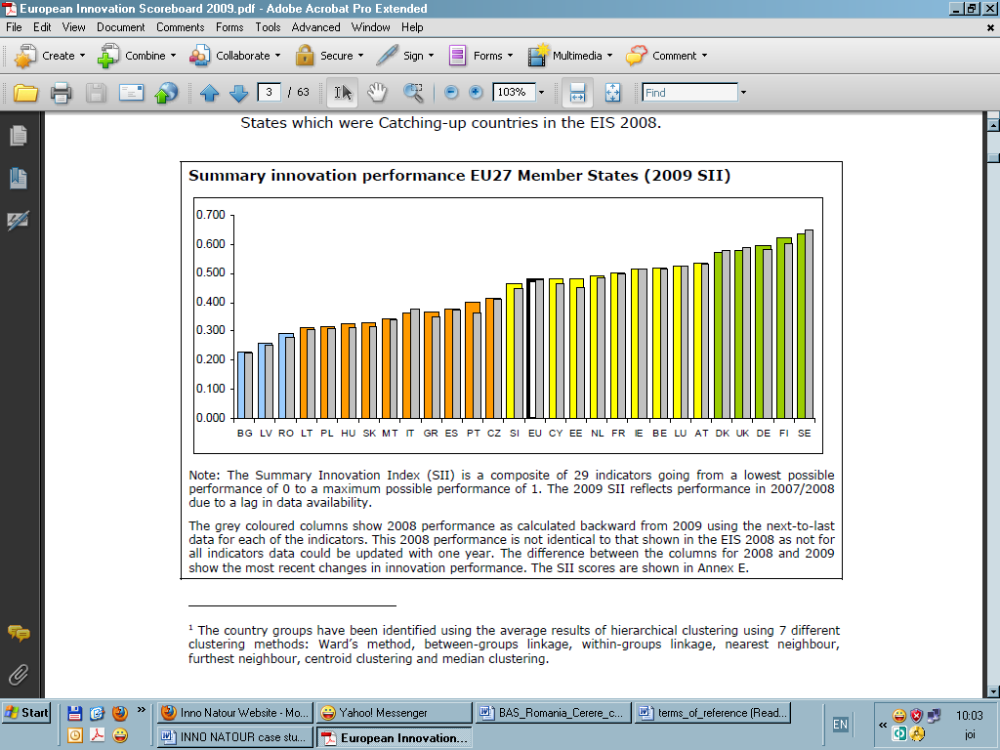 European Innovation Scoreboard 2009.pdf - Adobe Acrobat Pro Extended
File Edit View Document Comments Forms Tools Advanced Window Help
Create Combine Collaborate Secure Sign Forms Multimedia Comment
3 / 63 103% Find
States which were Catching-up countries in the EIS 2008.
Summary innovation performance EU27 Member States (2009 SII)
0.700
0.600
0.500
0.400
0.300
0.200
0.100
0.000
BG LV RO LT PL HU SK MT IT GR ES PT CZ SI EU CY EE NL FR IE BE LU AT DK UK DE FI SE
Note: The Summary Innovation Index (SII) is a composite of 29 indicators going from a lowest possible
performance of 0 to a maximum possible performance of 1. The 2009 SII reflects performance in 2007/2008
due to a lag in data availability.
The grey coloured columns show 2008 performance as calculated backward from 2009 using the next-to-last
data for each of the indicators. This 2008 performance is not identical to that shown in the EIS 2008 as not for
all indicators data could be updated with one year. The difference between the columns for 2008 and 2009
show the most recent changes in innovation performance. The SII scores are shown in Annex E.
1 The country groups have been identified using the average results of hierarchical clustering using 7 different
clustering methods: Ward's method, between-groups linkage, within-groups linkage, nearest neighbour,
furthest neighbour, centroid clustering and median clustering.
Start Inno Natour Website - Mo... Yahoo! Messenger BAS_Romania_Cerere_c... terms_of_reference (Read... EN 10:03
INNO NATOUR case stu... European Innovation... joi